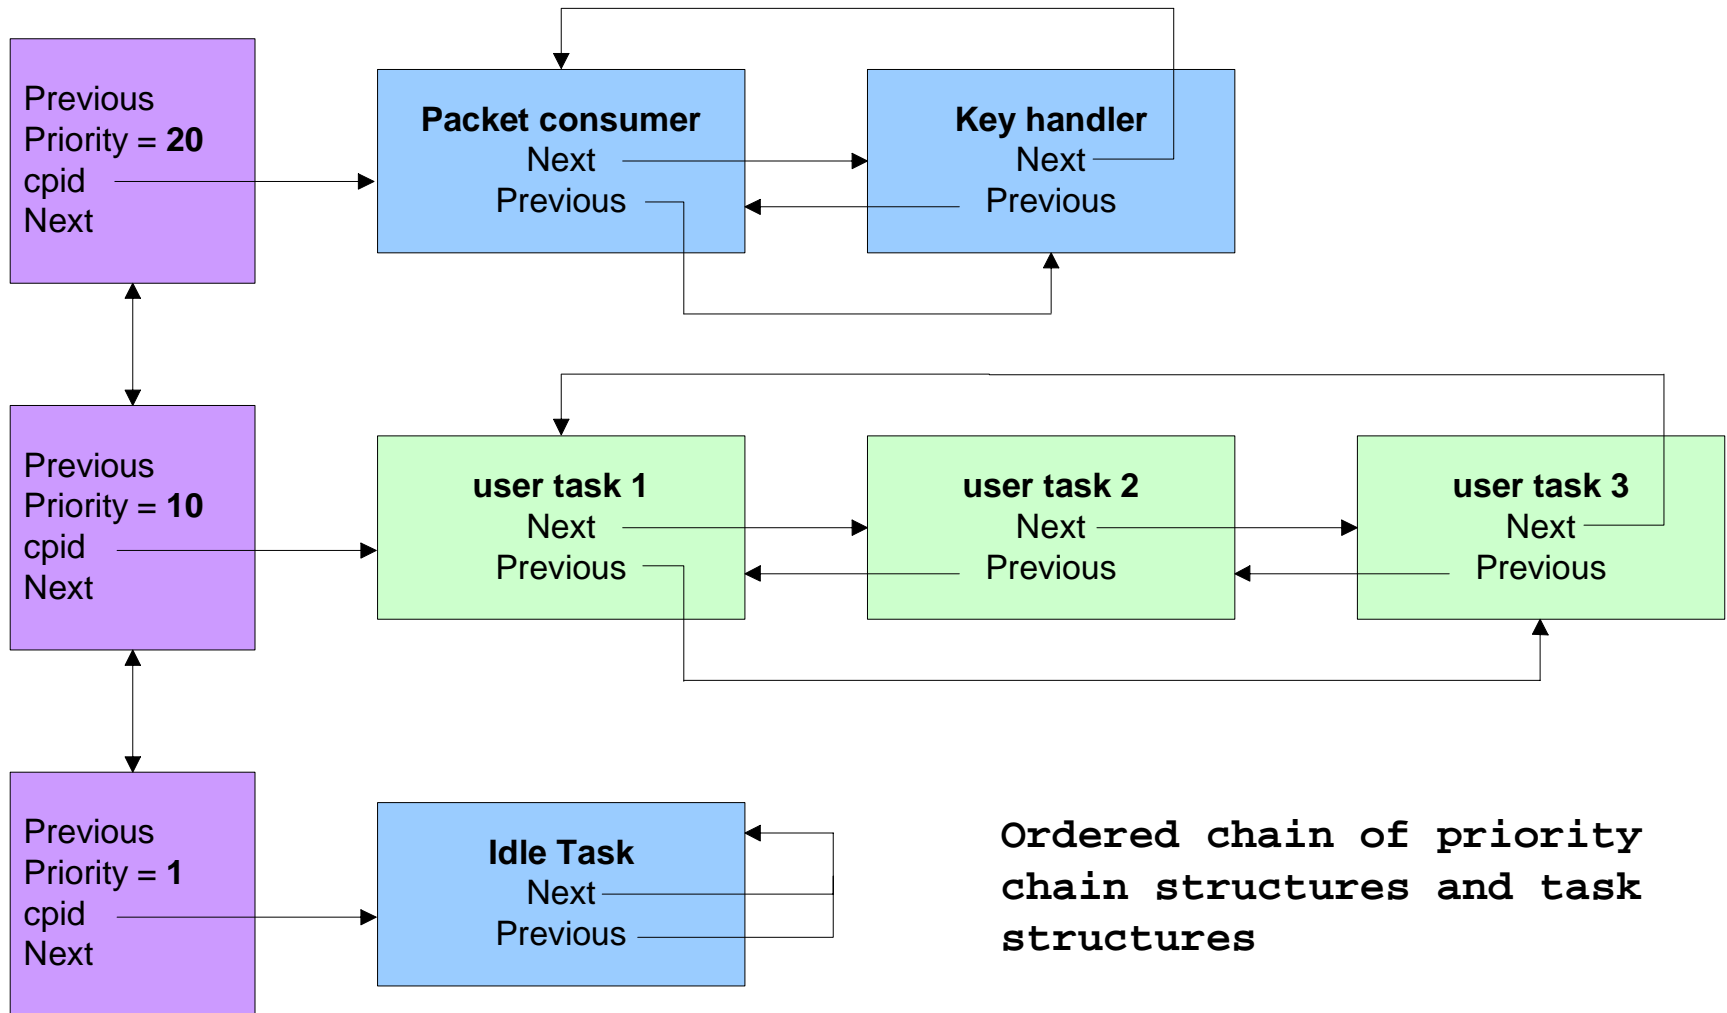 Previous
Priority = 20
cpid
Next
Packet consumer
Next
Previous
Key handler
Next
Previous
Previous
Priority = 10
cpid
Next
user task 1
Next
Previous
user task 2
Next
Previous
user task 3
Next
Previous
Previous
Priority = 1
cpid
Next
Idle Task
Next
Previous
Ordered chain of priority
chain structures and task
structures